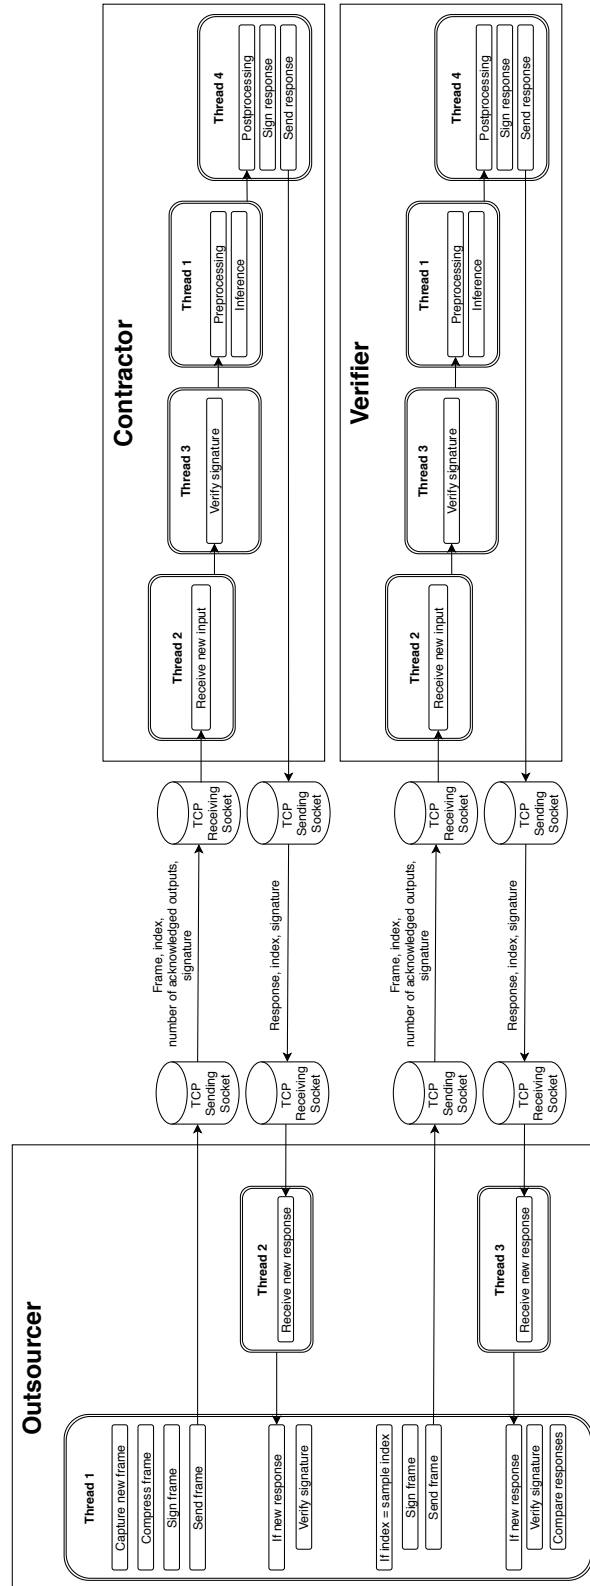 Outsourcer
Thread 1
Capture new frame
Compress frame
Sign frame
Send frame
If new response
Verify signature
If index = sample index
Sign frame
Send frame
If new response
Verify signature
Compare responses
Thread 2
Receive new response
Thread 3
Receive new response
TCP
Sending
Socket
TCP
Receiving
Socket
TCP
Sending
Socket
TCP
Receiving
Socket
Frame, index,
number of acknowledged outputs,
signature
Response, index, signature
Frame, index,
number of acknowledged outputs,
signature
Response, index, signature
TCP
Receiving
Socket
TCP
Sending
Socket
TCP
Receiving
Socket
TCP
Sending
Socket
Contractor
Thread 2
Receive new input
Thread 3
Verify signature
Thread 1
Preprocessing
Inference
Thread 4
Postprocessing
Sign response
Send response
Verifier
Thread 2
Receive new input
Thread 3
Verify signature
Thread 1
Preprocessing
Inference
Thread 4
Postprocessing
Sign response
Send response